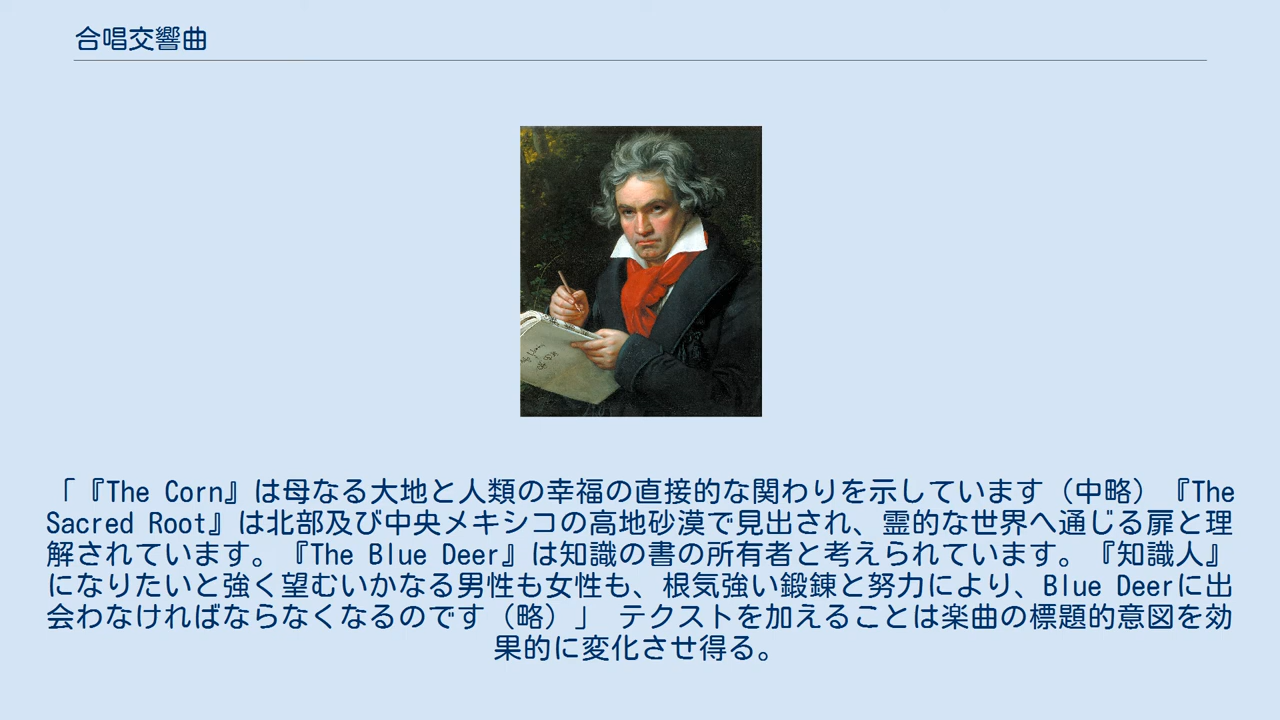 合唱交響曲
「『The Corn』は母なる大地と人類の幸福の直接的な関わりを示しています（中略）『The
Sacred Root』は北部及び中央メキシコの高地砂漠で見出され、霊的な世界へ通じる扉と理
解されています。『The Blue Deer』は知識の書の所有者と考えられています。『知識人』
になりたいと強く望むいかなる男性も女性も、根気強い鍛錬と努力により、Blue Deerに出
会わなければならなくなるのです（略）」 テクストを加えることは楽曲の標題的意図を効
果的に変化させ得る。